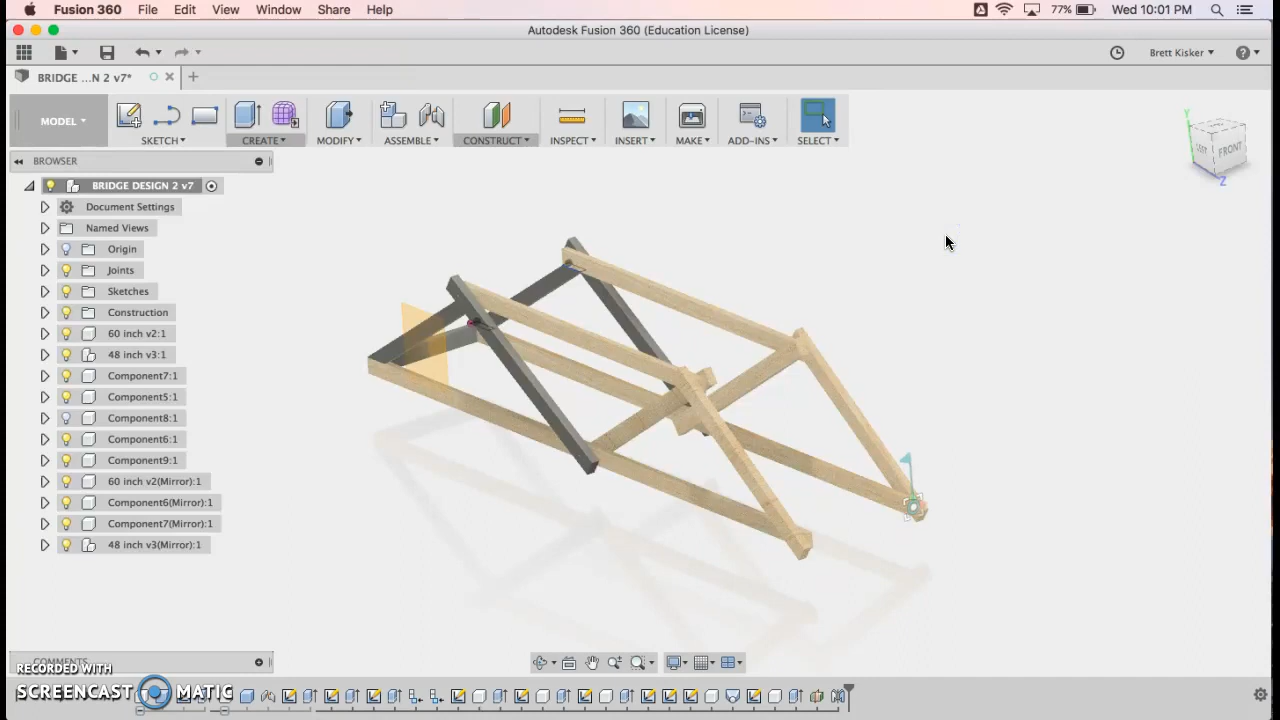 Fusion 360 File Edit View Window Share Help 77% Wed 10:01 PM
Autodesk Fusion 360 (Education License)
Brett Kisker
BRIDGE ...N 2 v7*
MODEL
SKETCH CREATE MODIFY ASSEMBLE CONSTRUCT INSPECT INSERT MAKE ADD-INS SELECT
Y
FRONT
Z
BROWSER
BRIDGE DESIGN 2 v7
Document Settings
Named Views
Origin
Joints
Sketches
Construction
60 inch v2:1
48 inch v3:1
Component7:1
Component5:1
Component8:1
Component6:1
Component9:1
60 inch v2(Mirror):1
Component6(Mirror):1
Component7(Mirror):1
48 inch v3(Mirror):1
COMMENTS
RECORDED WITH
SCREENCAST MATIC